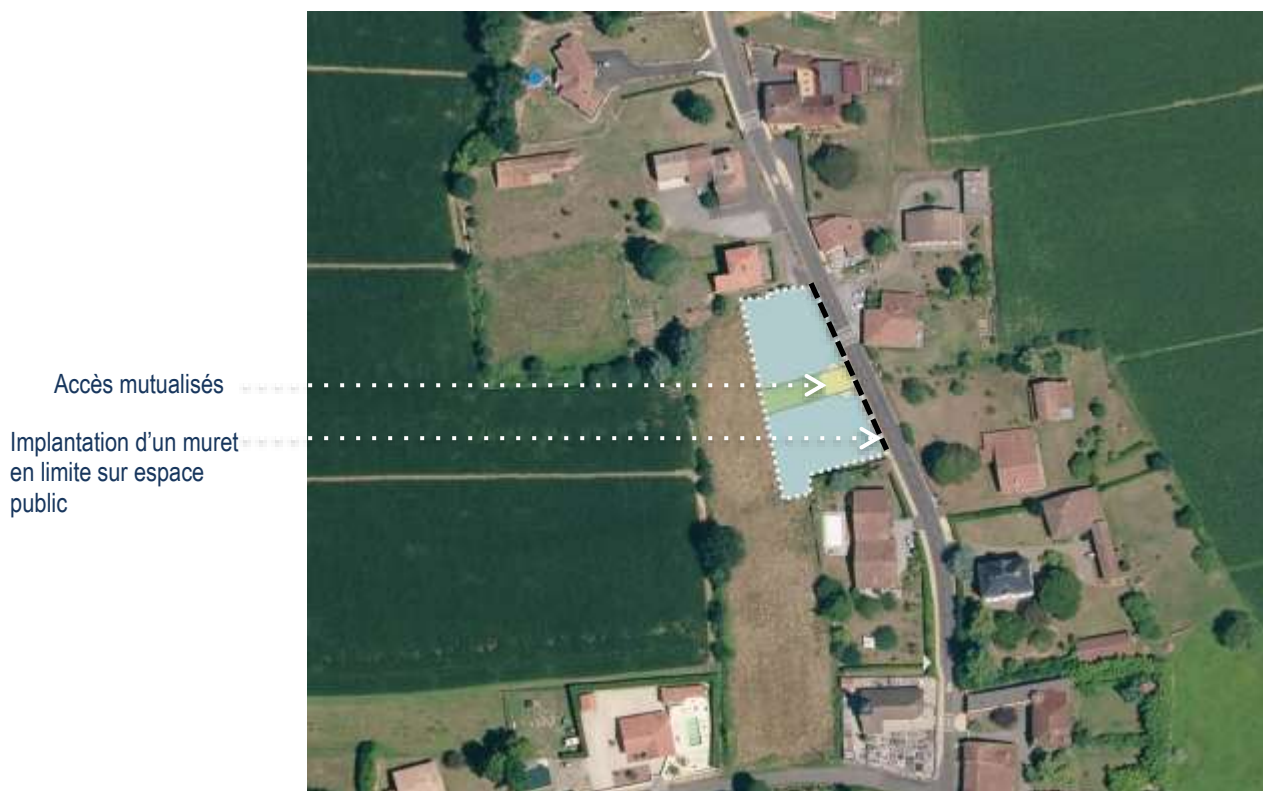 Accès mutualisés
Implantation d’un muret
en limite sur espace
public